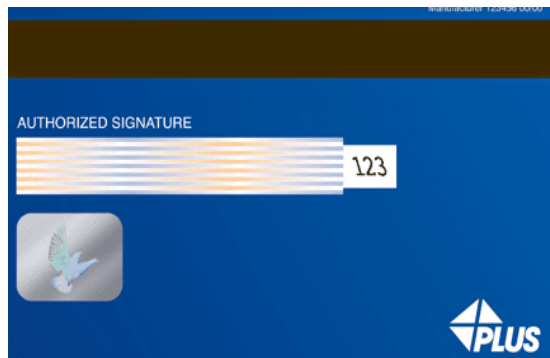 Manufacturer 123456 00/00
AUTHORIZED SIGNATURE
123
PLUS